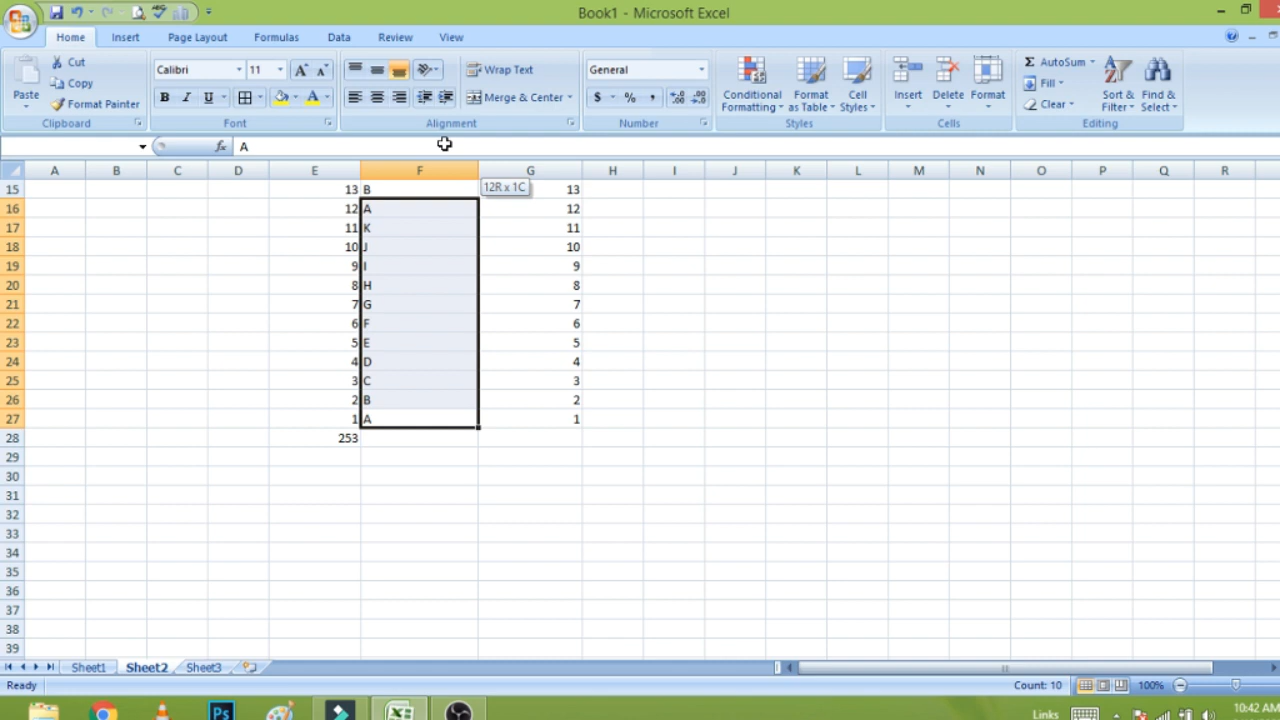 Book1 - Microsoft Excel
Home Insert Page Layout Formulas Data Review View
Cut
Copy
Format Painter
Paste
Clipboard
Calibri 11
B I U
Font
Wrap Text
Merge & Center
Alignment
General
$ % ,
Number
Conditional Formatting
Format as Table
Cell Styles
Styles
Insert Delete Format
Cells
Σ AutoSum
Fill
Clear
Sort & Filter
Find & Select
Editing
fx A
A B C D E F G H I J K L M N O P Q R
12R x 1C
15 13 B 13
16 12 A 12
17 11 K 11
18 10 J 10
19 9 I 9
20 8 H 8
21 7 G 7
22 6 F 6
23 5 E 5
24 4 D 4
25 3 C 3
26 2 B 2
27 1 A 1
28 253
29
30
31
32
33
34
35
36
37
38
39
Sheet1 Sheet2 Sheet3
Ready Count: 10 100%
Ps
Links 10:42 AM